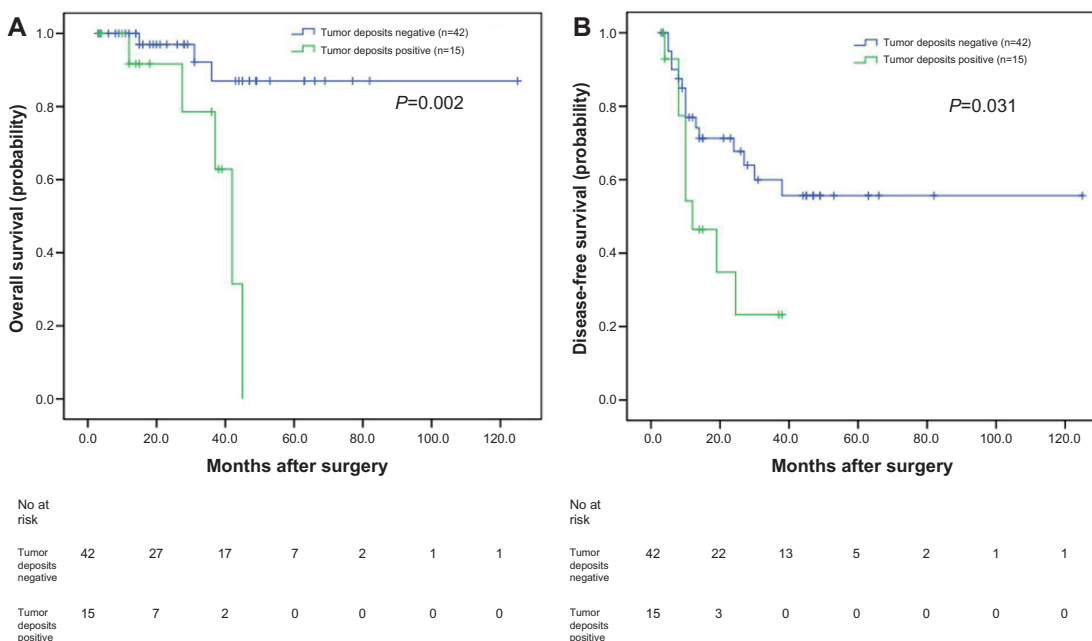 A
Tumor deposits negative (n=42)
Tumor deposits positive (n=15)
P=0.002
Overall survival (probability)
1.0
0.8
0.6
0.4
0.2
0.0
0.0 20.0 40.0 60.0 80.0 100.0 120.0
Months after surgery
No at
risk
Tumor
deposits
negative
42 27 17 7 2 1 1
Tumor
deposits
positive
15 7 2 0 0 0 0
B
Tumor deposits negative (n=42)
Tumor deposits positive (n=15)
P=0.031
Disease-free survival (probability)
1.0
0.8
0.6
0.4
0.2
0.0
0.0 20.0 40.0 60.0 80.0 100.0 120.0
Months after surgery
No at
risk
Tumor
deposits
negative
42 22 13 5 2 1 1
Tumor
deposits
positive
15 3 0 0 0 0 0